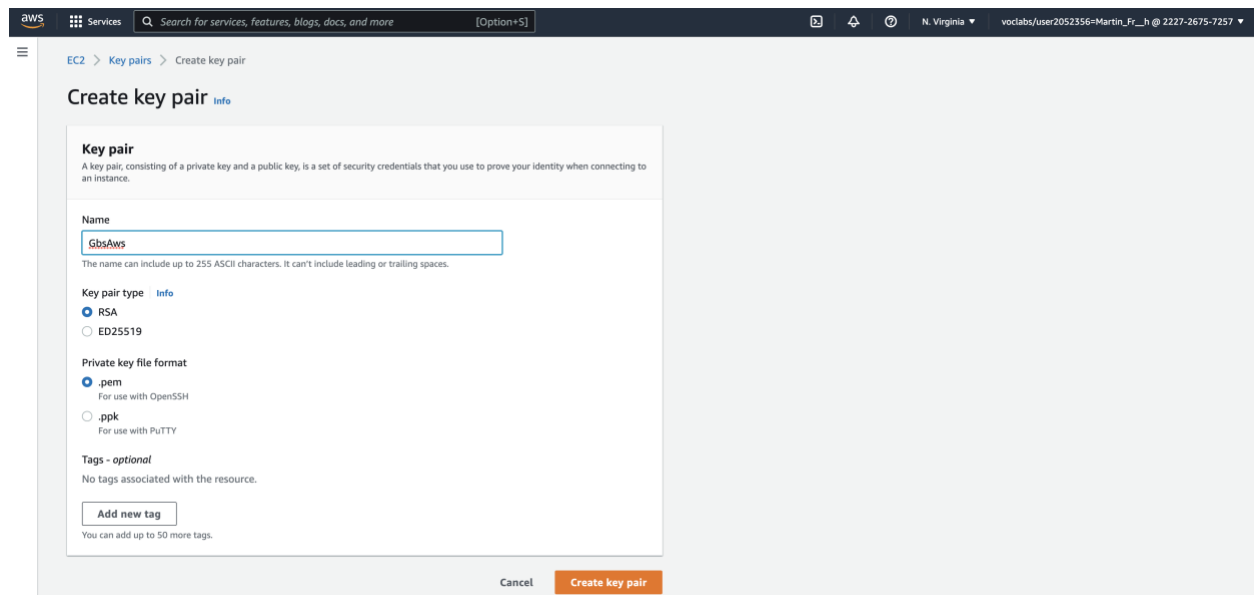 aws Services Search for services, features, blogs, docs, and more [Option+S] N. Virginia voclabs/user2052356=Martin_Fr__h @ 2227-2675-7257
EC2 > Key pairs > Create key pair
Create key pair Info
Key pair
A key pair, consisting of a private key and a public key, is a set of security credentials that you use to prove your identity when connecting to
an instance.
Name
GbsAws
The name can include up to 255 ASCII characters. It can't include leading or trailing spaces.
Key pair type Info
RSA
ED25519
Private key file format
.pem
For use with OpenSSH
.ppk
For use with PuTTY
Tags - optional
No tags associated with the resource.
Add new tag
You can add up to 50 more tags.
Cancel Create key pair